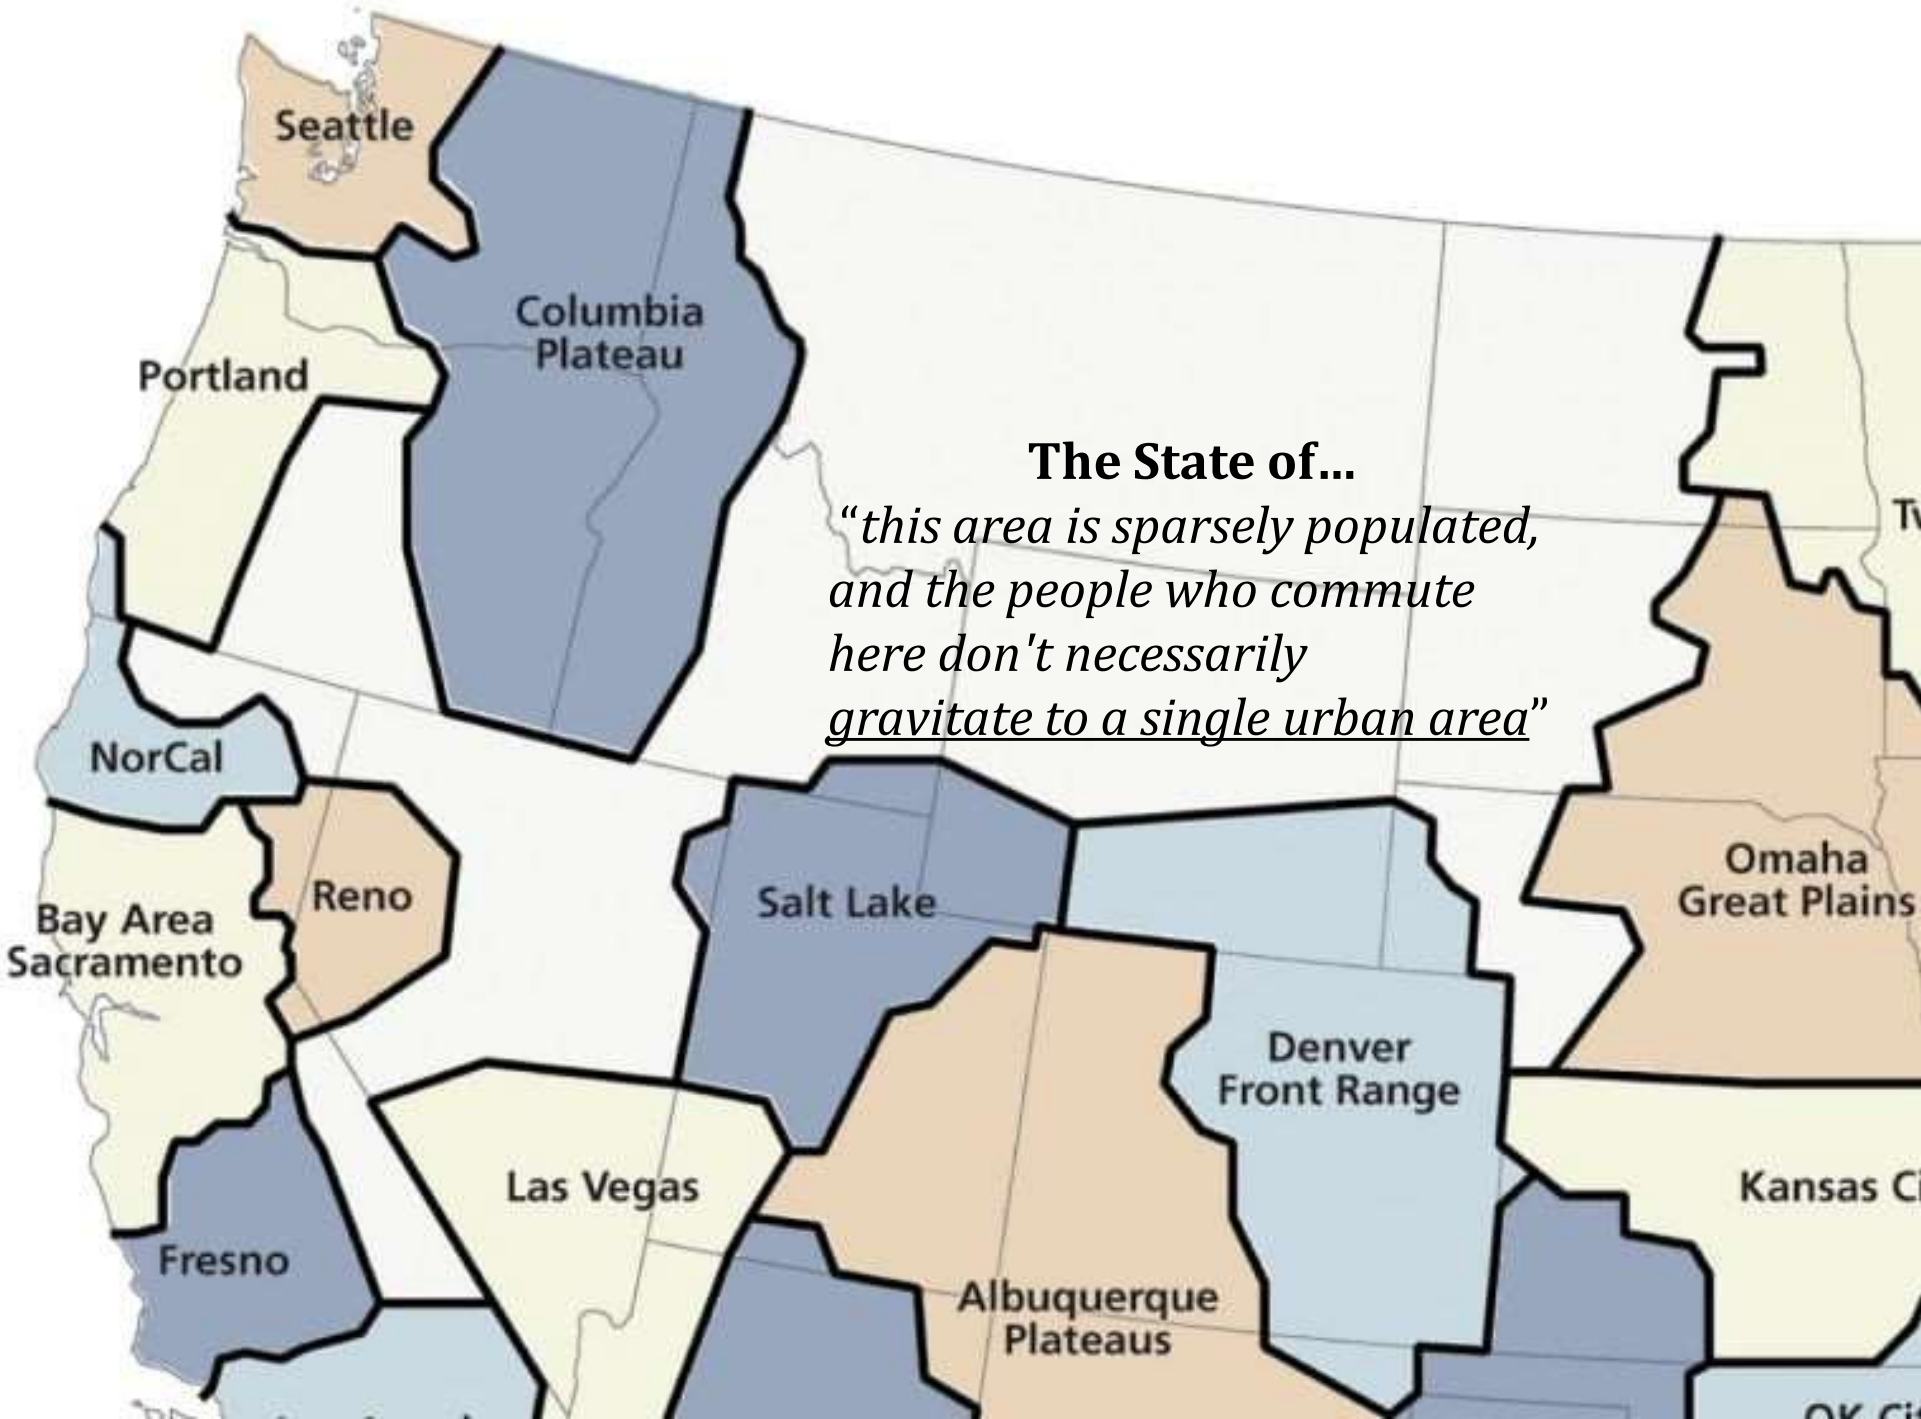 Seattle
Columbia
Plateau
Portland
The State of...
“this area is sparsely populated,
and the people who commute
here don't necessarily
gravitate to a single urban area”
NorCal
Reno
Salt Lake
Omaha
Great Plains
Bay Area
Sacramento
Denver
Front Range
Las Vegas
Kansas Ci
Fresno
Albuquerque
Plateaus